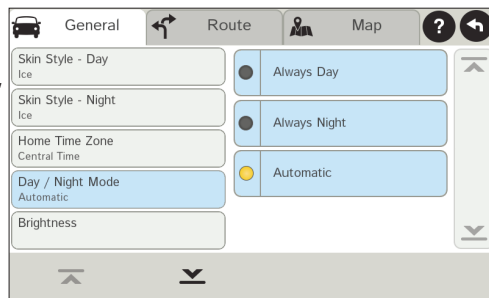 General
Route
Map
?
Skin Style - Day
Ice
Skin Style - Night
Ice
Home Time Zone
Central Time
Day / Night Mode
Automatic
Brightness
Always Day
Always Night
Automatic